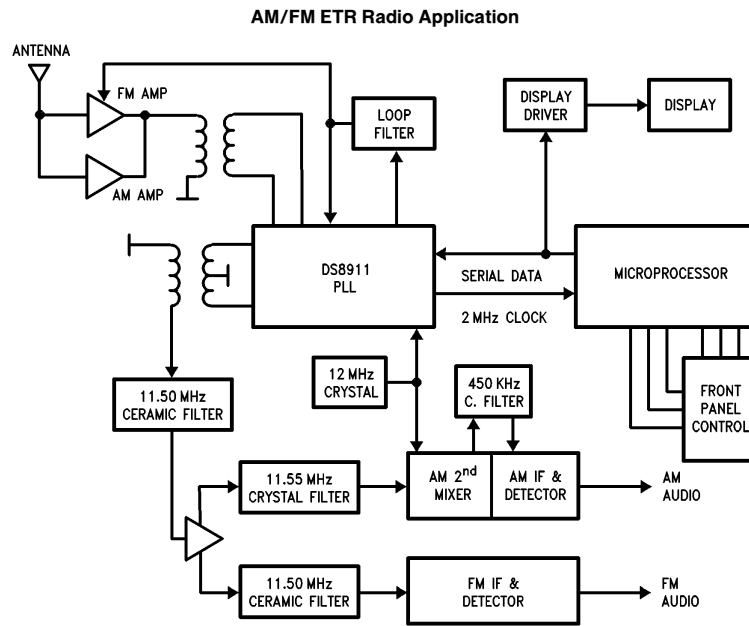 AM/FM ETR Radio Application
ANTENNA
FM AMP
AM AMP
LOOP
FILTER
DISPLAY
DRIVER
DISPLAY
DS8911
PLL
SERIAL DATA
2 MHz CLOCK
MICROPROCESSOR
12 MHz
CRYSTAL
450 KHz
C. FILTER
FRONT
PANEL
CONTROL
11.50 MHz
CERAMIC FILTER
11.55 MHz
CRYSTAL FILTER
AM 2nd
MIXER
AM IF &
DETECTOR
AM
AUDIO
11.50 MHz
CERAMIC FILTER
FM IF &
DETECTOR
FM
AUDIO